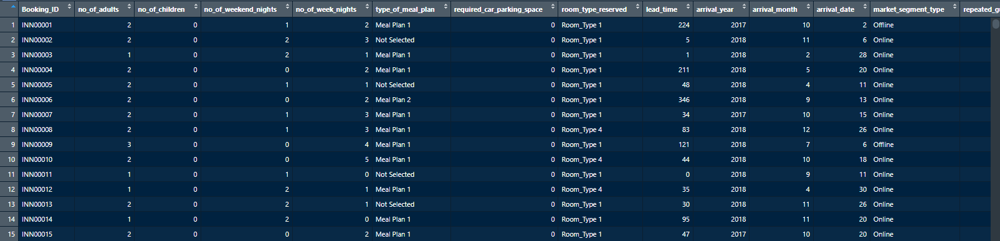 Booking_ID no_of_adults no_of_children no_of_weekend_nights no_of_week_nights type_of_meal_plan required_car_parking_space room_type_reserved lead_time arrival_year arrival_month arrival_date market_segment_type repeated_gu
1 INN00001 2 0 1 2 Meal Plan 1 0 Room_Type 1 224 2017 10 2 Offline
2 INN00002 2 0 2 3 Not Selected 0 Room_Type 1 5 2018 11 6 Online
3 INN00003 1 0 2 1 Meal Plan 1 0 Room_Type 1 1 2018 2 28 Online
4 INN00004 2 0 0 2 Meal Plan 1 0 Room_Type 1 211 2018 5 20 Online
5 INN00005 2 0 1 1 Not Selected 0 Room_Type 1 48 2018 4 11 Online
6 INN00006 2 0 0 2 Meal Plan 2 0 Room_Type 1 346 2018 9 13 Online
7 INN00007 2 0 1 3 Meal Plan 1 0 Room_Type 1 34 2017 10 15 Online
8 INN00008 2 0 1 3 Meal Plan 1 0 Room_Type 4 83 2018 12 26 Online
9 INN00009 3 0 0 4 Meal Plan 1 0 Room_Type 1 121 2018 7 6 Offline
10 INN00010 2 0 0 5 Meal Plan 1 0 Room_Type 4 44 2018 10 18 Online
11 INN00011 1 0 1 0 Not Selected 0 Room_Type 1 0 2018 9 11 Online
12 INN00012 1 0 2 1 Meal Plan 1 0 Room_Type 4 35 2018 4 30 Online
13 INN00013 2 0 2 1 Not Selected 0 Room_Type 1 30 2018 11 26 Online
14 INN00014 1 0 2 0 Meal Plan 1 0 Room_Type 1 95 2018 11 20 Online
15 INN00015 2 0 0 2 Meal Plan 1 0 Room_Type 1 47 2017 10 20 Online